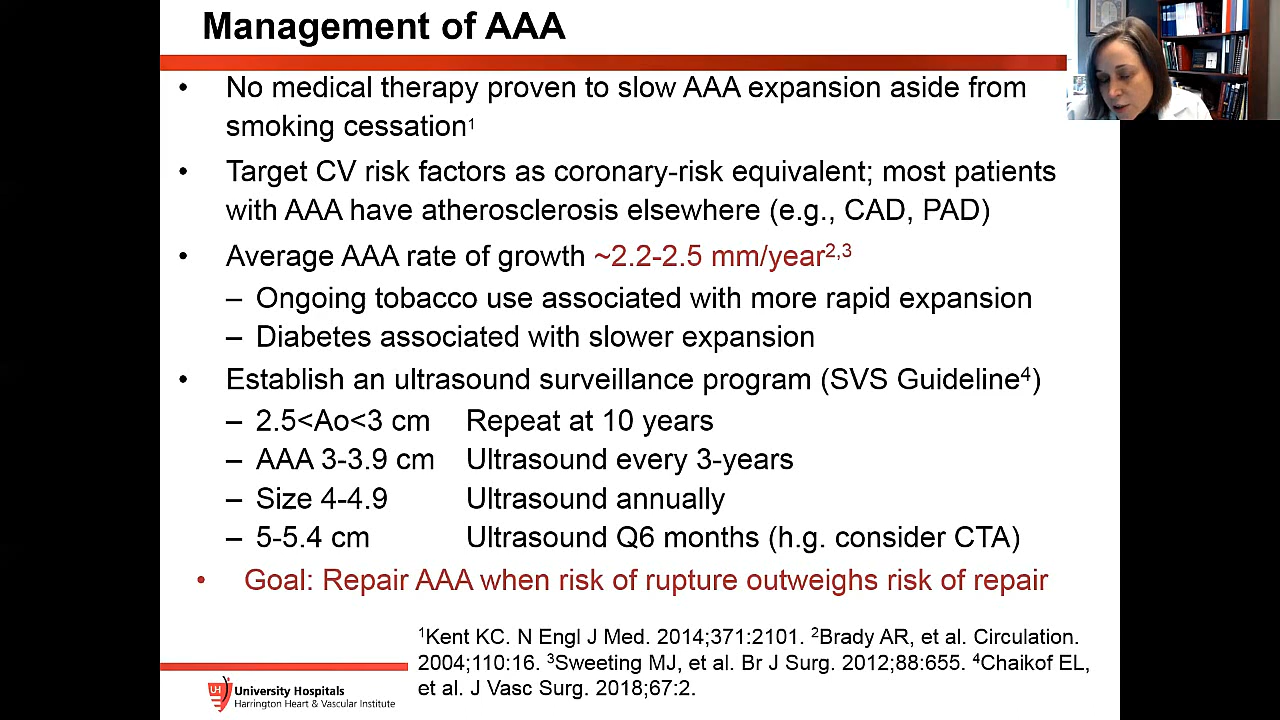 Management of AAA
• No medical therapy proven to slow AAA expansion aside from
smoking cessation¹
• Target CV risk factors as coronary-risk equivalent; most patients
with AAA have atherosclerosis elsewhere (e.g., CAD, PAD)
• Average AAA rate of growth ~2.2-2.5 mm/year²,³
– Ongoing tobacco use associated with more rapid expansion
– Diabetes associated with slower expansion
• Establish an ultrasound surveillance program (SVS Guideline⁴)
– 2.5<Ao<3 cm Repeat at 10 years
– AAA 3-3.9 cm Ultrasound every 3-years
– Size 4-4.9 Ultrasound annually
– 5-5.4 cm Ultrasound Q6 months (h.g. consider CTA)
• Goal: Repair AAA when risk of rupture outweighs risk of repair
¹Kent KC. N Engl J Med. 2014;371:2101. ²Brady AR, et al. Circulation.
2004;110:16. ³Sweeting MJ, et al. Br J Surg. 2012;88:655. ⁴Chaikof EL,
et al. J Vasc Surg. 2018;67:2.
UH University Hospitals
Harrington Heart & Vascular Institute